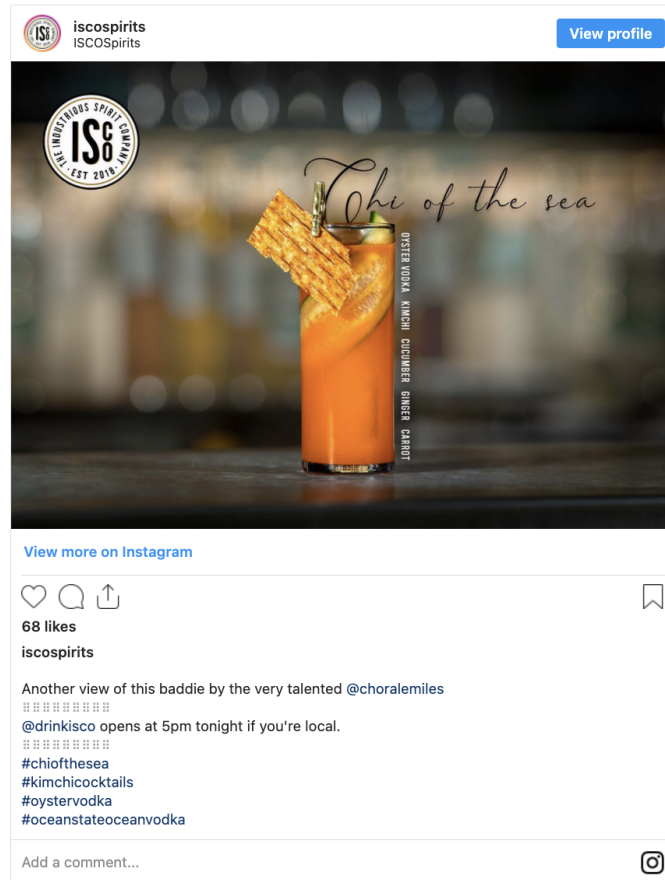 iscospirits
ISCOSpirits
View profile
THE INDUSTRIOUS SPIRIT COMPANY
ISCO
· EST 2018 ·
Chi of the sea
OYSTER VODKA KIMCHI CUCUMBER GINGER CARROT
View more on Instagram
68 likes
iscospirits
Another view of this baddie by the very talented @choralemiles
⠿⠿⠿⠿⠿⠿⠿⠿⠿
@drinkisco opens at 5pm tonight if you're local.
⠿⠿⠿⠿⠿⠿⠿⠿⠿
#chiofthesea
#kimchicocktails
#oystervodka
#oceanstateoceanvodka
Add a comment...